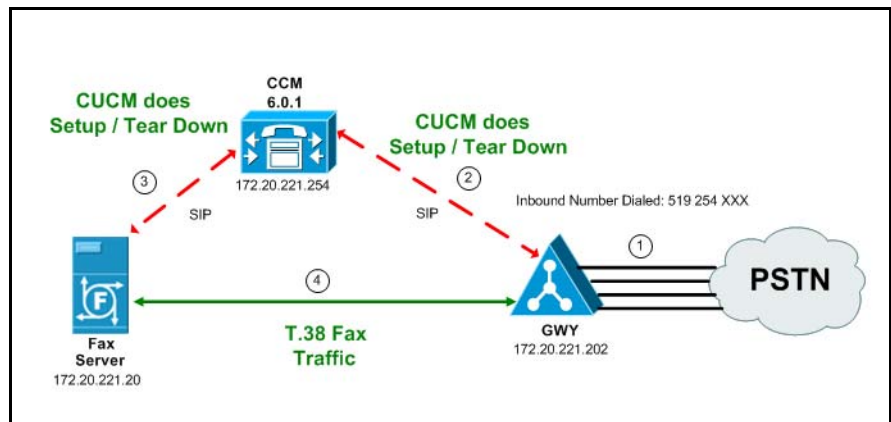 CCM
6.0.1
CUCM does
Setup / Tear Down
CUCM does
Setup / Tear Down
172.20.221.254
3
2
SIP
SIP
Inbound Number Dialed: 519 254 XXX
1
PSTN
4
F
T.38 Fax
Traffic
Fax
Server
172.20.221.20
GWY
172.20.221.202